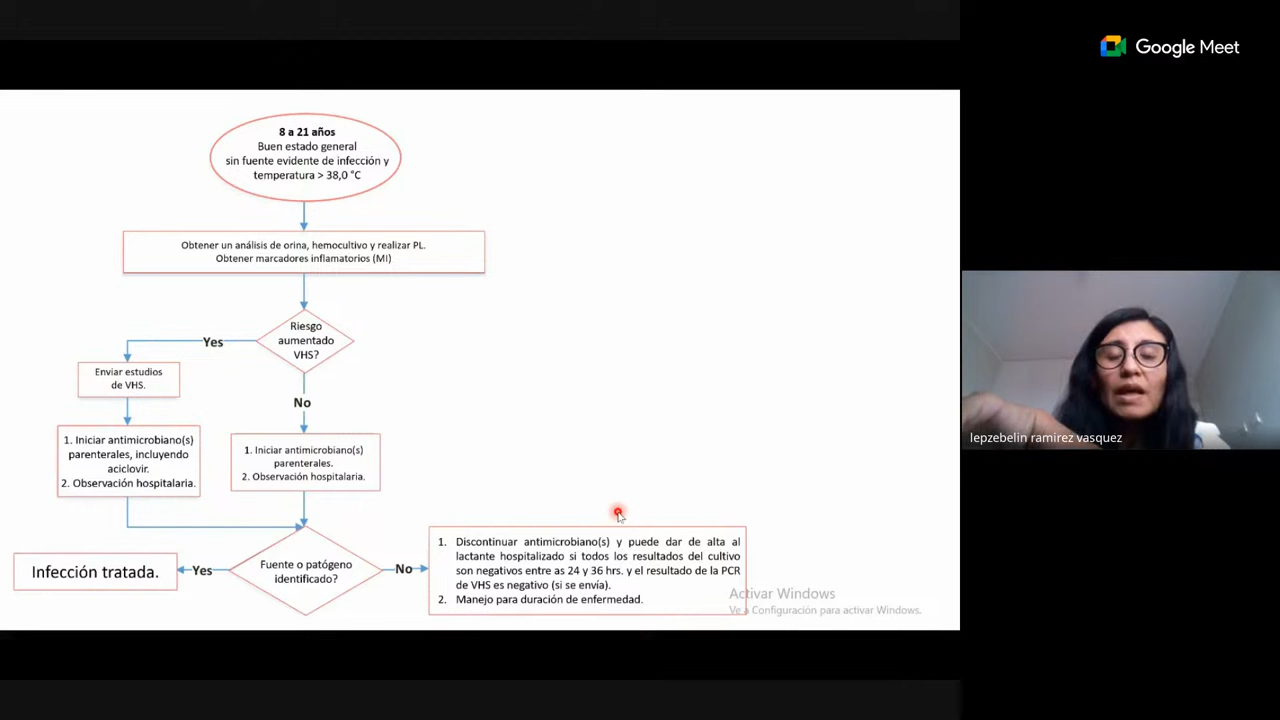 Google Meet
8 a 21 años
Buen estado general
sin fuente evidente de infección y
temperatura > 38,0 °C
Obtener un análisis de orina, hemocultivo y realizar PL.
Obtener marcadores inflamatorios (MI)
Riesgo
aumentado
VHS?
Yes
Enviar estudios
de VHS.
No
1. Iniciar antimicrobiano(s)
parenterales, incluyendo
aciclovir.
2. Observación hospitalaria.
1. Iniciar antimicrobiano(s)
parenterales.
2. Observación hospitalaria.
Fuente o patógeno
identificado?
Yes
Infección tratada.
No
1. Discontinuar antimicrobiano(s) y puede dar de alta al
lactante hospitalizado si todos los resultados del cultivo
son negativos entre as 24 y 36 hrs. y el resultado de la PCR
de VHS es negativo (si se envía).
2. Manejo para duración de enfermedad.
Activar Windows
Ve a Configuración para activar Windows.
lepzebelin ramirez vasquez